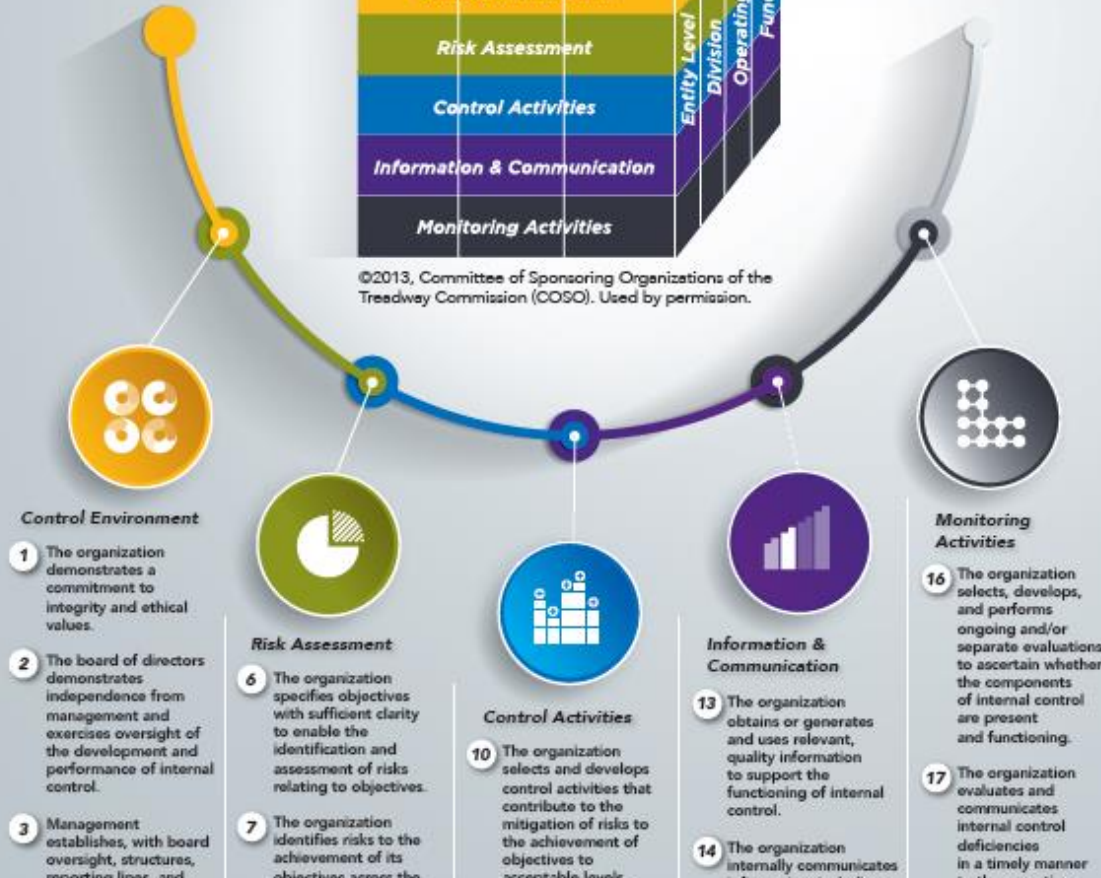 Risk Assessment
Control Activities
Information & Communication
Monitoring Activities
Entity Level
Division
©2013, Committee of Sponsoring Organizations of the
Treadway Commission (COSO). Used by permission.
Control Environment
1 The organization
demonstrates a
commitment to
integrity and ethical
values.
2 The board of directors
demonstrates
independence from
management and
exercises oversight of
the development and
performance of internal
control.
3 Management
establishes, with board
oversight, structures,
reporting lines, and
Risk Assessment
6 The organization
specifies objectives
with sufficient clarity
to enable the
identification and
assessment of risks
relating to objectives.
7 The organization
identifies risks to the
achievement of its
objectives across the
Control Activities
10 The organization
selects and develops
control activities that
contribute to the
mitigation of risks to
the achievement of
objectives to
acceptable levels.
Information &
Communication
13 The organization
obtains or generates
and uses relevant,
quality information
to support the
functioning of internal
control.
14 The organization
internally communicates
Monitoring
Activities
16 The organization
selects, develops,
and performs
ongoing and/or
separate evaluations
to ascertain whether
the components
of internal control
are present
and functioning.
17 The organization
evaluates and
communicates
internal control
deficiencies
in a timely manner